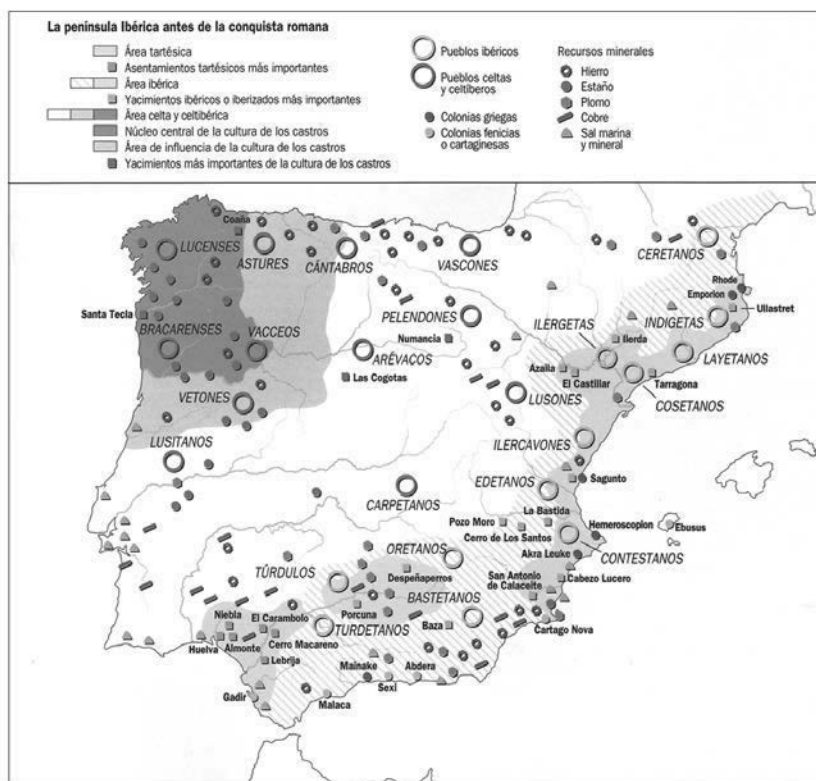 La península Ibérica antes de la conquista romana
Área tartésica
Asentamientos tartésicos más importantes
Área ibérica
Yacimientos ibéricos o iberizados más importantes
Área celta y celtibérica
Núcleo central de la cultura de los castros
Área de influencia de la cultura de los castros
Yacimientos más importantes de la cultura de los castros
Pueblos ibéricos
Pueblos celtas
y celtíberos
Colonias griegas
Colonias fenicias
o cartaginesas
Recursos minerales
Hierro
Estaño
Plomo
Cobre
Sal marina
y mineral
Coaña
LUCENSES
ASTURES
CÁNTABROS
VASCONES
CERETANOS
Rhode
Emporion
Ullastret
Santa Tecla
BRACARENSES
VACCEOS
PELENDONES
Numancia
ARÉVACOS
Las Cogotas
ILERGETAS
Ilerda
INDIGETAS
LAYETANOS
Azaila
El Castillar
Tarragona
COSETANOS
VETONES
LUSONES
LUSITANOS
ILERCAVONES
EDETANOS
Sagunto
CARPETANOS
La Bastida
Pozo Moro
Cerro de Los Santos
Hemeroscopion
Ebusus
CONTESTANOS
Akra Leuke
ORETANOS
Despeñaperros
TÚRDULOS
San Antonio
de Calaceite
Cabezo Lucero
BASTETANOS
Porcuna
Niebla
El Carambolo
TURDETANOS
Baza
Cartago Nova
Huelva
Almonte
Cerro Macareno
Lebrija
Mainake
Abdera
Sexi
Gadir
Malaca